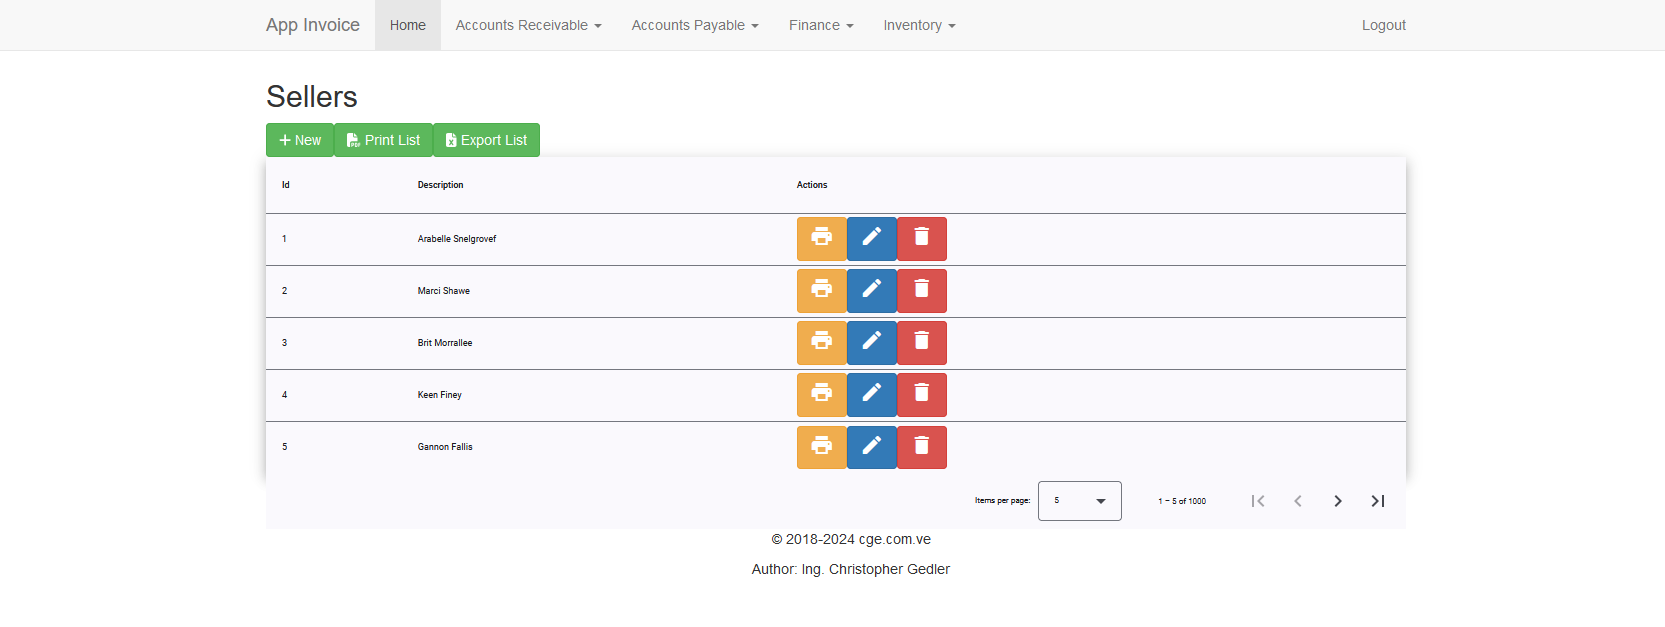 App Invoice Home Accounts Receivable Accounts Payable Finance Inventory Logout
Sellers
New Print List Export List
Id Description Actions
1 Arabelle Snelgrovef
2 Marci Shawe
3 Brit Morrallee
4 Keen Finey
5 Gannon Fallis
Items per page: 5 1 – 5 of 1000
© 2018-2024 cge.com.ve
Author: Ing. Christopher Gedler